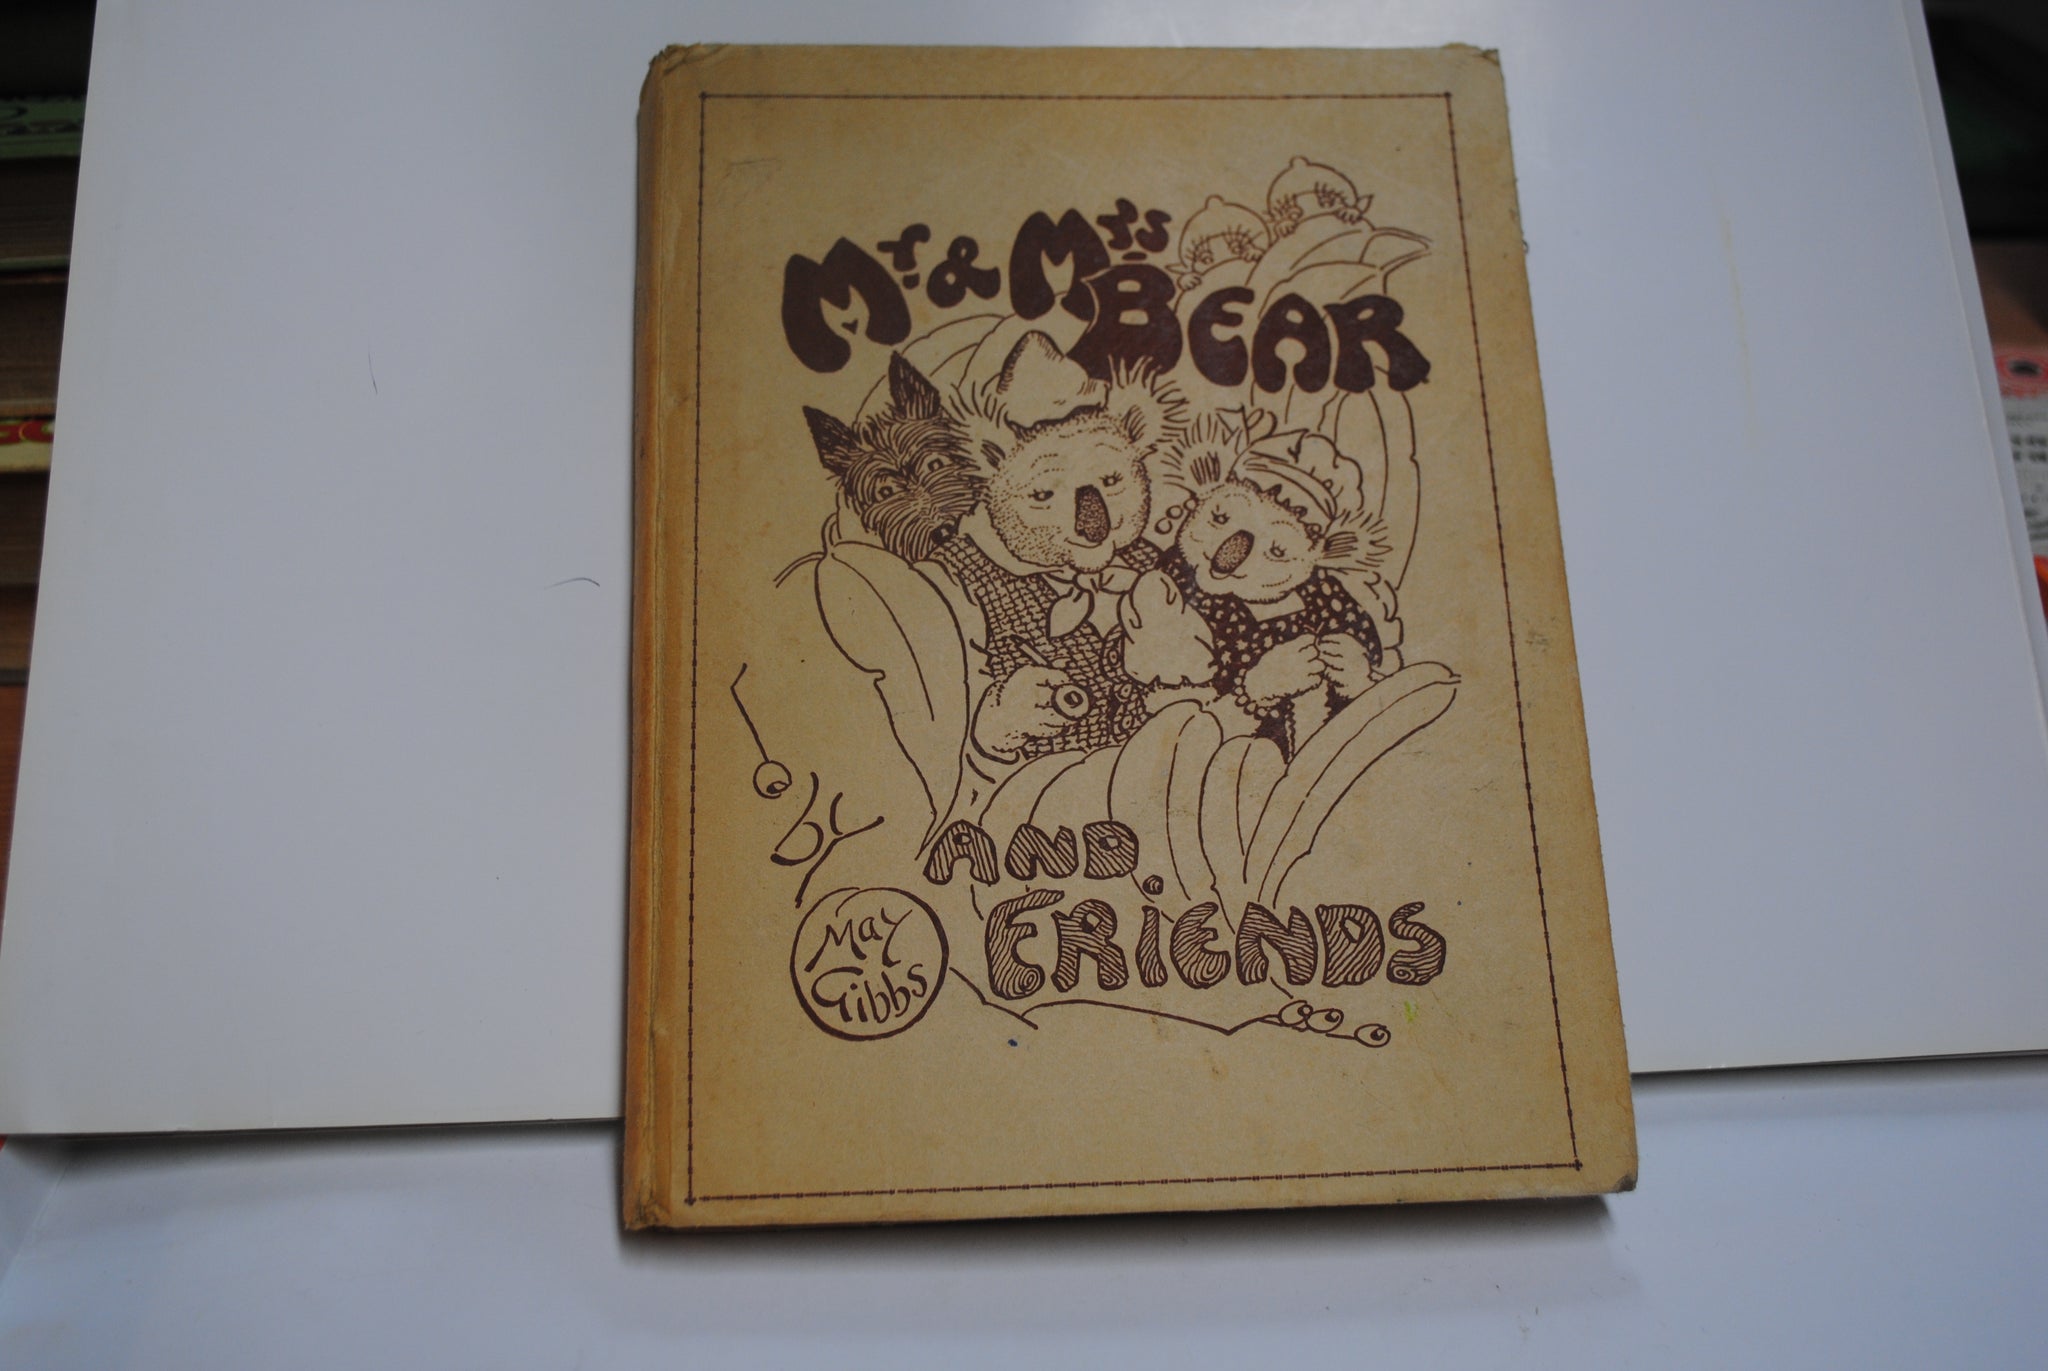 Mr. & Mrs
BEAR
AND
FRIENDS
by
May
Gibbs